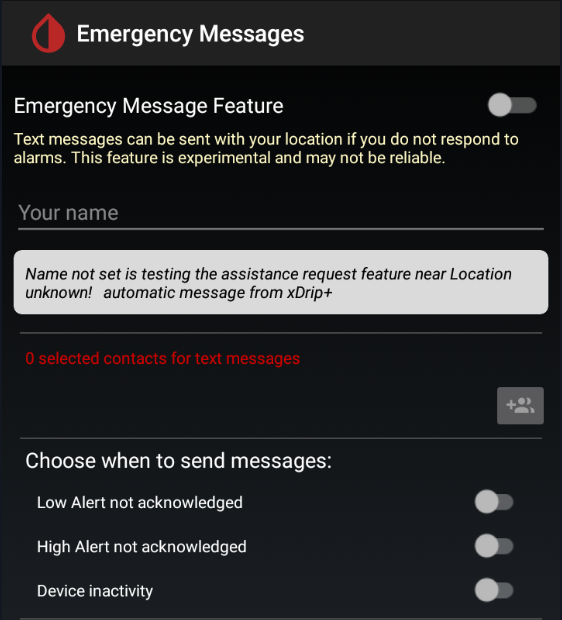 Emergency Messages
Emergency Message Feature
Text messages can be sent with your location if you do not respond to
alarms. This feature is experimental and may not be reliable.
Your name
Name not set is testing the assistance request feature near Location
unknown!   automatic message from xDrip+
0 selected contacts for text messages
Choose when to send messages:
Low Alert not acknowledged
High Alert not acknowledged
Device inactivity